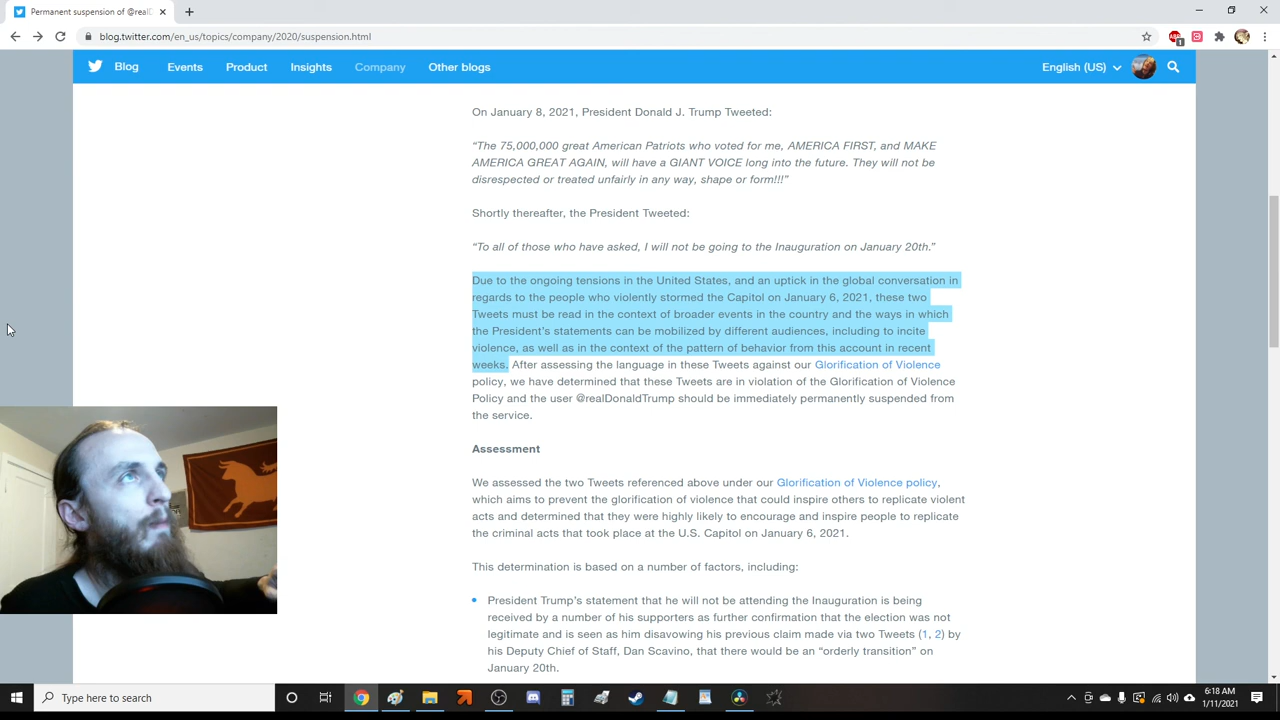 Permanent suspension of @realD
blog.twitter.com/en_us/topics/company/2020/suspension.html
1
Blog Events Product Insights Company Other blogs English (US)
On January 8, 2021, President Donald J. Trump Tweeted:
“The 75,000,000 great American Patriots who voted for me, AMERICA FIRST, and MAKE
AMERICA GREAT AGAIN, will have a GIANT VOICE long into the future. They will not be
disrespected or treated unfairly in any way, shape or form!!!”
Shortly thereafter, the President Tweeted:
“To all of those who have asked, I will not be going to the Inauguration on January 20th.”
Due to the ongoing tensions in the United States, and an uptick in the global conversation in
regards to the people who violently stormed the Capitol on January 6, 2021, these two
Tweets must be read in the context of broader events in the country and the ways in which
the President’s statements can be mobilized by different audiences, including to incite
violence, as well as in the context of the pattern of behavior from this account in recent
weeks. After assessing the language in these Tweets against our Glorification of Violence
policy, we have determined that these Tweets are in violation of the Glorification of Violence
Policy and the user @realDonaldTrump should be immediately permanently suspended from
the service.
Assessment
We assessed the two Tweets referenced above under our Glorification of Violence policy,
which aims to prevent the glorification of violence that could inspire others to replicate violent
acts and determined that they were highly likely to encourage and inspire people to replicate
the criminal acts that took place at the U.S. Capitol on January 6, 2021.
This determination is based on a number of factors, including:
President Trump’s statement that he will not be attending the Inauguration is being
received by a number of his supporters as further confirmation that the election was not
legitimate and is seen as him disavowing his previous claim made via two Tweets (1, 2) by
his Deputy Chief of Staff, Dan Scavino, that there would be an “orderly transition” on
January 20th.
Type here to search
6:18 AM
1/11/2021